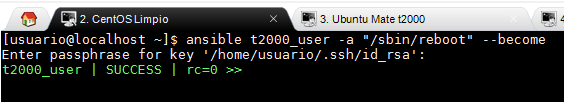 2. CentOS Limpio
3. Ubuntu Mate t2000
4
[usuario@localhost ~]$ ansible t2000_user -a "/sbin/reboot" --become
Enter passphrase for key '/home/usuario/.ssh/id_rsa':
t2000_user | SUCCESS | rc=0 >>